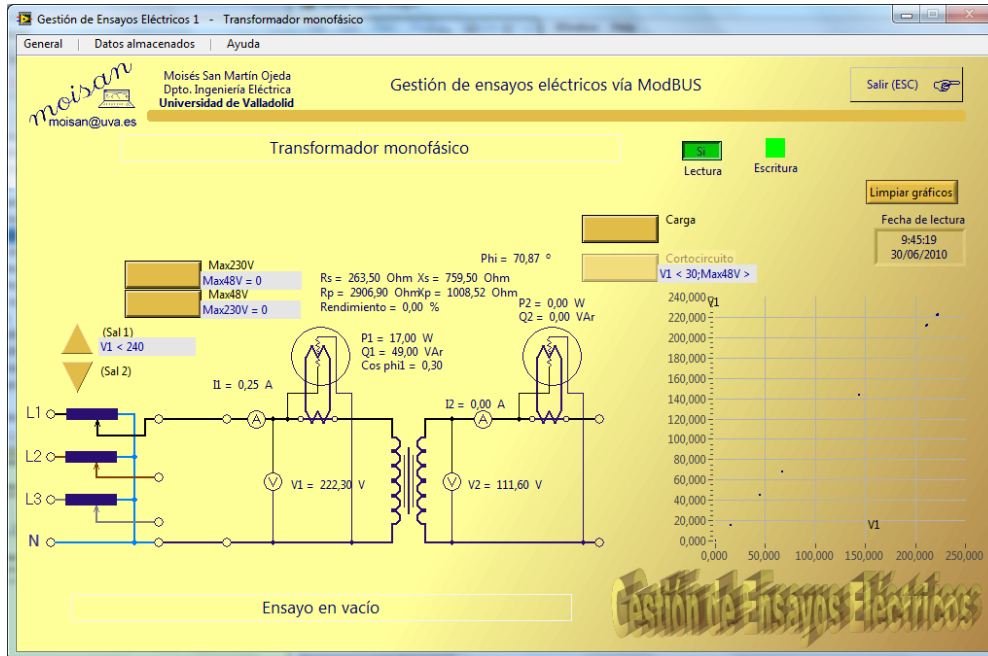 Gestión de Ensayos Eléctricos 1 - Transformador monofásico
General | Datos almacenados | Ayuda
moisan
moisan@uva.es
Moisés San Martín Ojeda
Dpto. Ingeniería Eléctrica
Universidad de Valladolid
Gestión de ensayos eléctricos vía ModBUS
Salir (ESC)
Transformador monofásico
Si
Lectura
Escritura
Limpiar gráficos
Fecha de lectura
9:45:19
30/06/2010
Carga
Cortocircuito
V1 < 30;Max48V >
Phi = 70,87 º
Max230V
Max48V = 0
Max48V
Max230V = 0
Rs = 263,50 Ohm Xs = 759,50 Ohm
Rp = 2906,90 Ohm Xp = 1008,52 Ohm
Rendimiento = 0,00 %
P2 = 0,00 W
Q2 = 0,00 VAr
(Sal 1)
V1 < 240
(Sal 2)
P1 = 17,00 W
Q1 = 49,00 VAr
Cos phi1 = 0,30
I1 = 0,25 A
I2 = 0,00 A
L1
A
A
L2
V
V1 = 222,30 V
V
V2 = 111,60 V
L3
N
240,000
V1
220,000
200,000
180,000
160,000
140,000
120,000
100,000
80,000
60,000
40,000
20,000
V1
0,000
0,000 50,000 100,000 150,000 200,000 250,000
Ensayo en vacío
Gestión de Ensayos Eléctricos